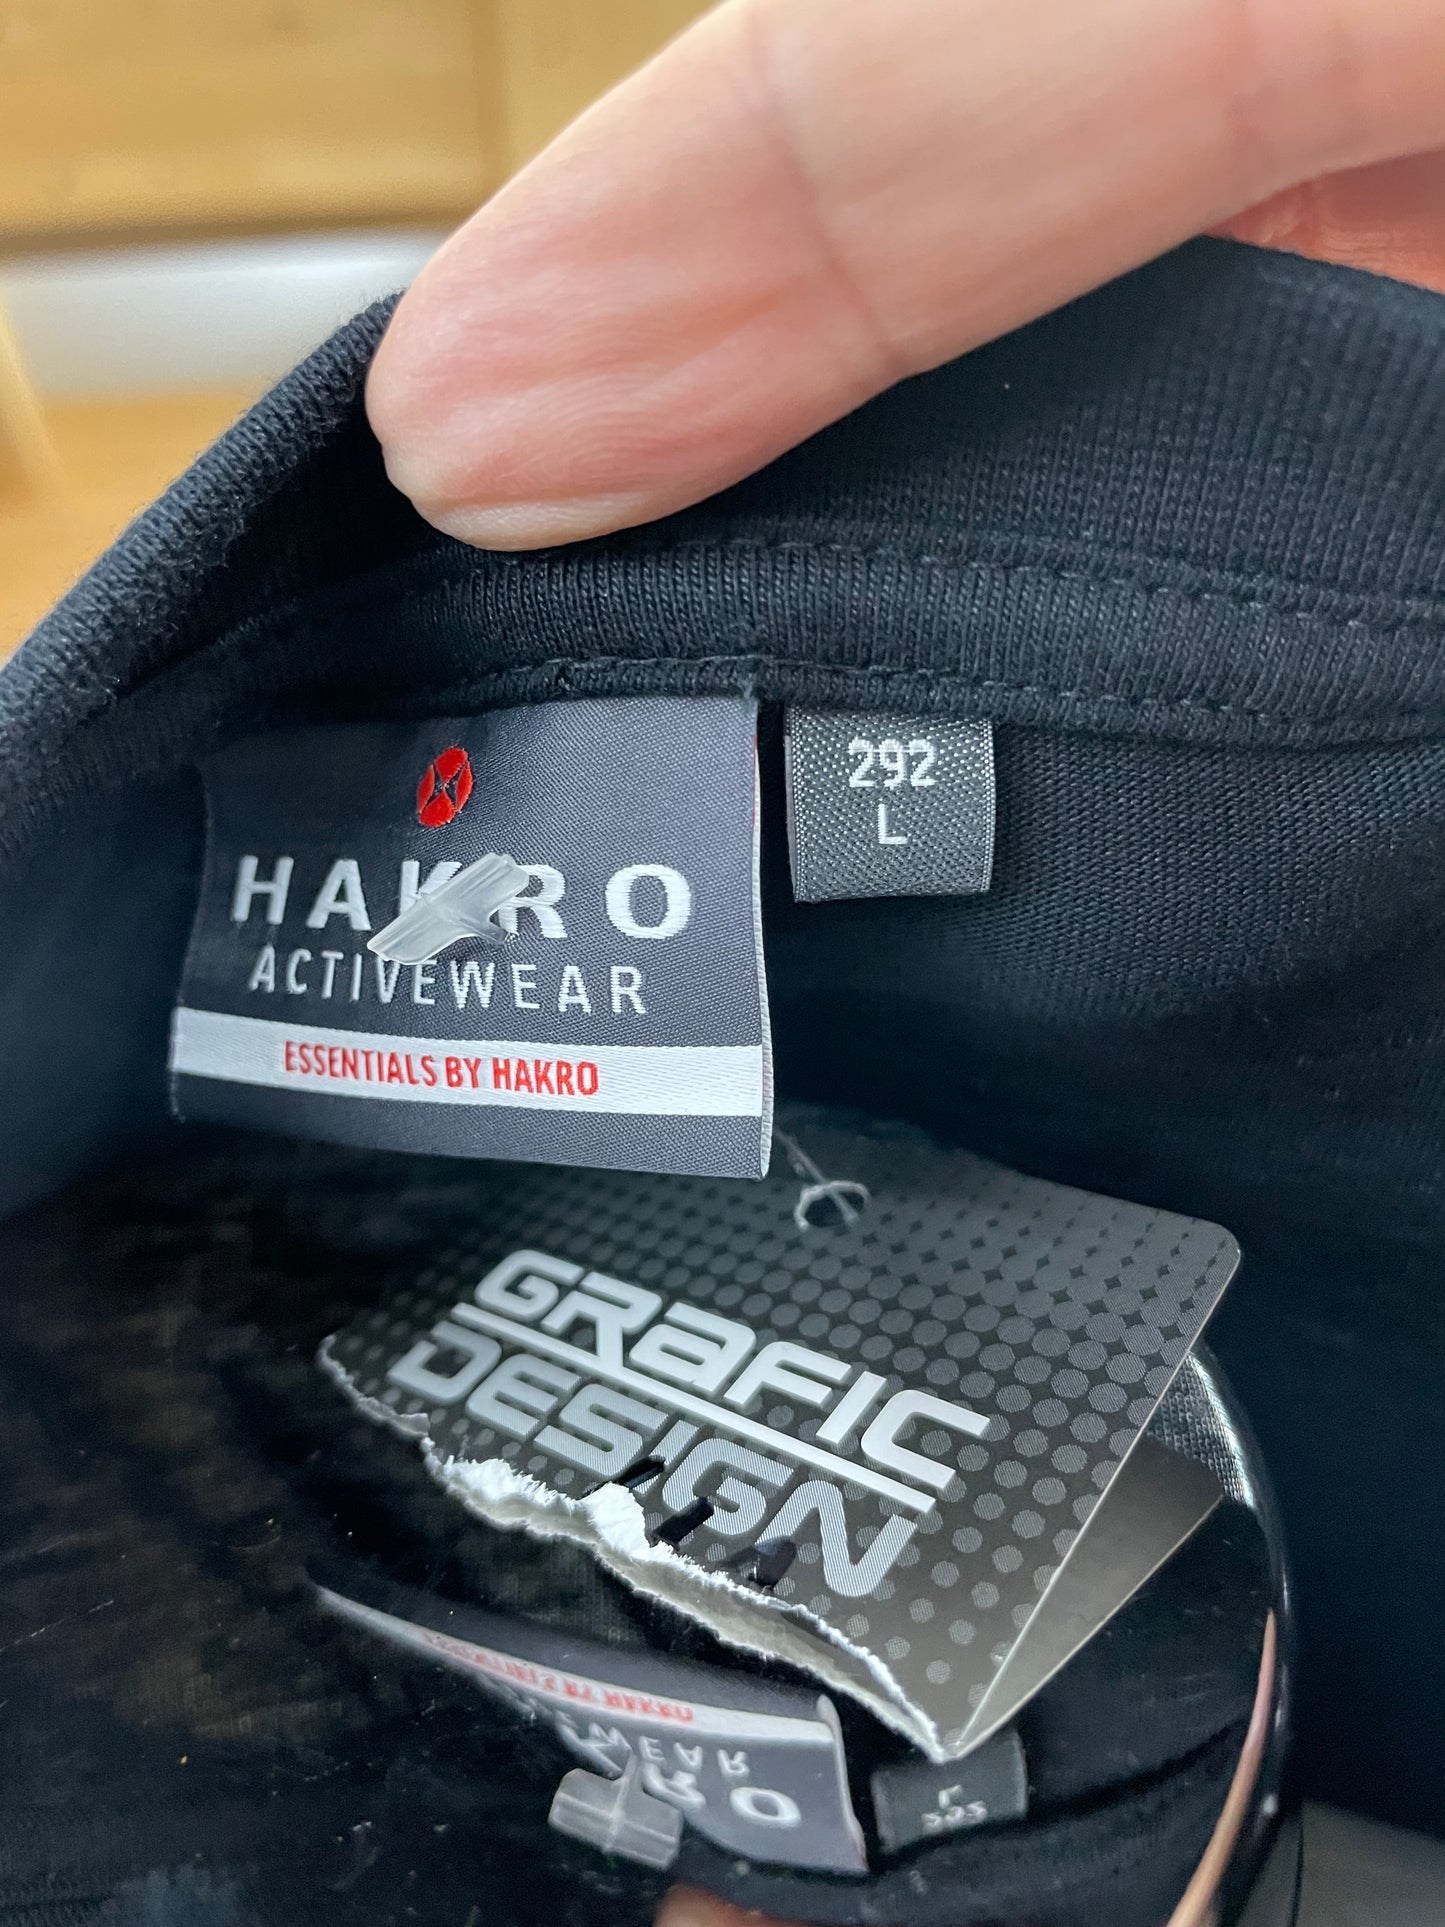 HAKRO
ACTIVEWEAR
ESSENTIALS BY HAKRO
292
L
GRaFIC
DESIGN